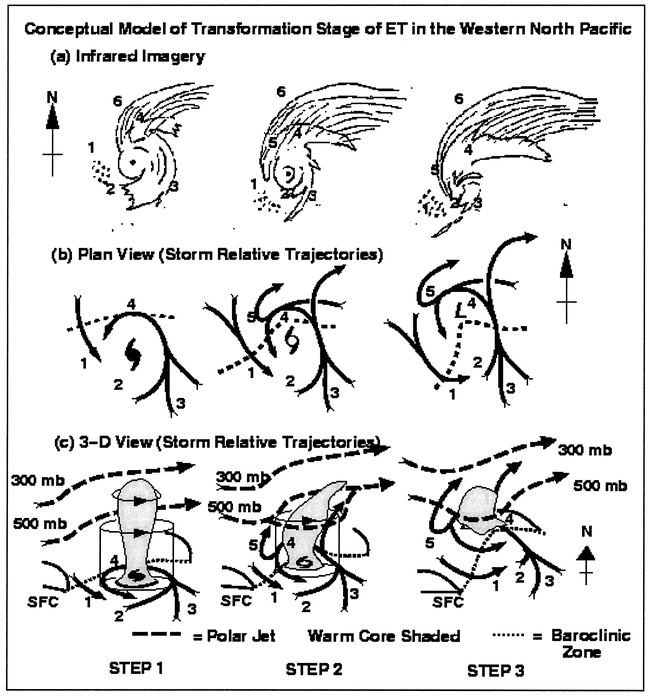 Conceptual Model of Transformation Stage of ET in the Western North Pacific
(a) Infrared Imagery
N
6
4
1
2
3
6
5
4
1
2
3
6
4
5
1
2
3
(b) Plan View (Storm Relative Trajectories)
N
4
1
2
3
5
4
1
2
3
5
4
L
2
1
3
(c) 3-D View (Storm Relative Trajectories)
300 mb
500 mb
4
SFC
1
2
3
300 mb
500 mb
5
4
SFC
1
2
3
300 mb
500 mb
4
5
N
2
1
3
SFC
= Polar Jet Warm Core Shaded = Baroclinic
Zone
STEP 1 STEP 2 STEP 3